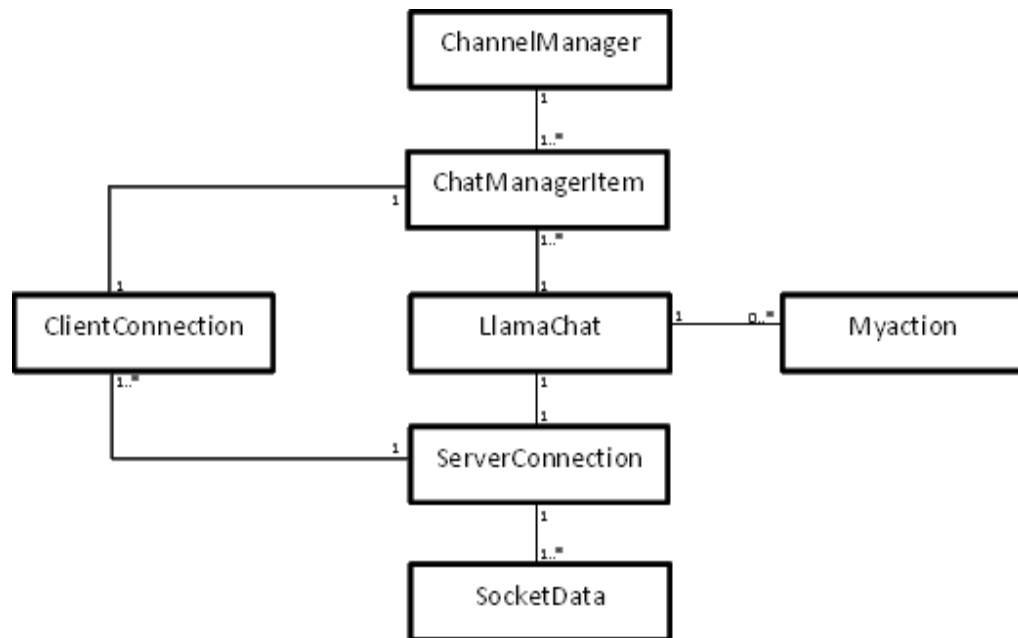 ChannelManager
1
1..*
ChatManagerItem
1
1..*
1
1
ClientConnection
LlamaChat
1
0..*
Myaction
1..*
1
1
1
ServerConnection
1
1..*
SocketData